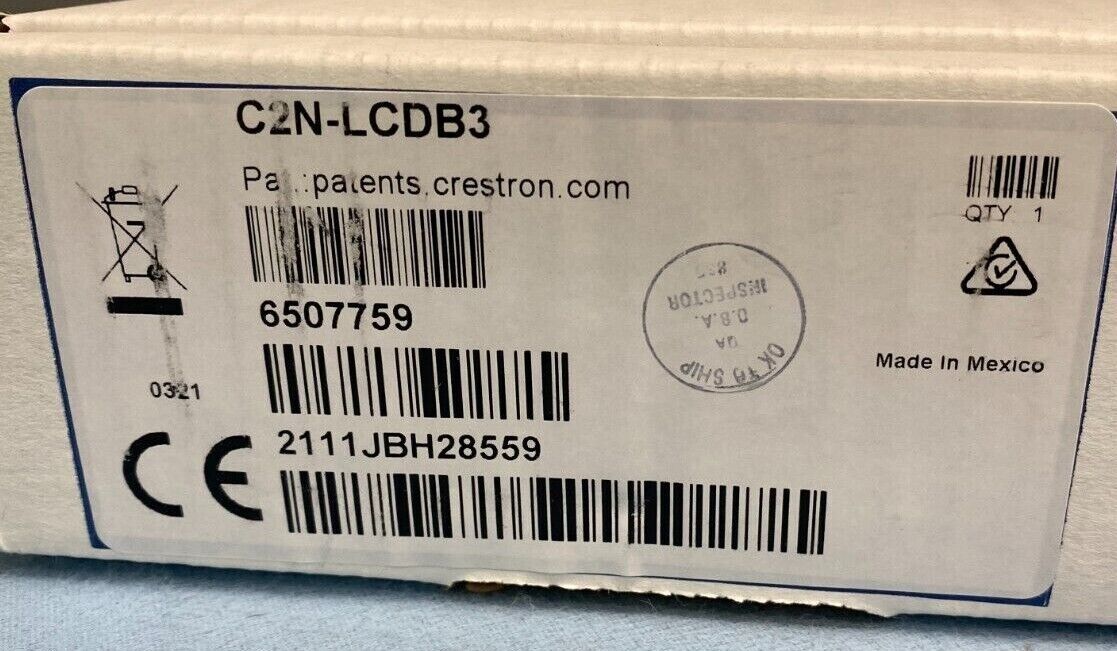 C2N-LCDB3
Pat.:patents.crestron.com
QTY 1
6507759
Made In Mexico
0321
2111JBH28559
CE
OK TO SHIP
QA
O.B.A.
INSPECTOR